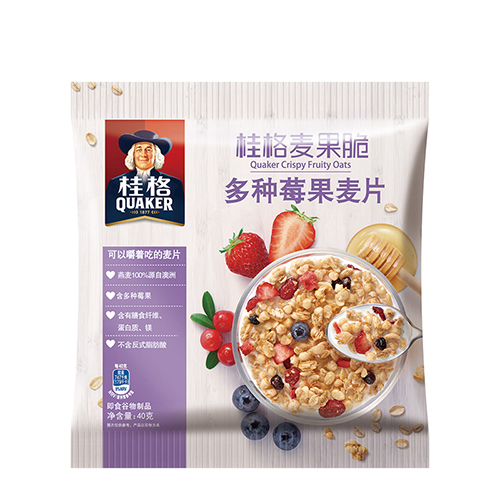 桂格麦果脆
Quaker Crispy Fruity Oats
多种莓果麦片
桂格
QUAKER
可以嚼着吃的麦片
燕麦100%源自澳洲
含多种莓果
含有膳食纤维、
蛋白质、镁
不含反式脂肪酸
即食谷物制品
净含量:40克